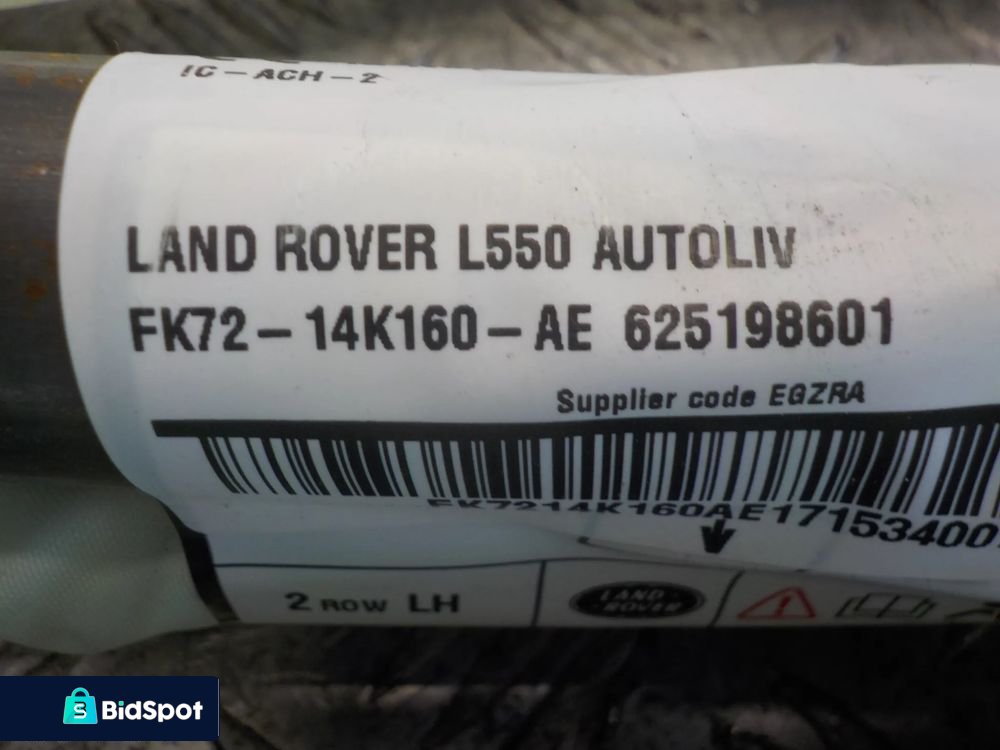 IC-ACH-2
LAND ROVER L550 AUTOLIV
FK72-14K160-AE 625198601
Supplier code EGZRA
FK7214K160AE17153400
2 ROW LH
LAND
ROVER
BidSpot